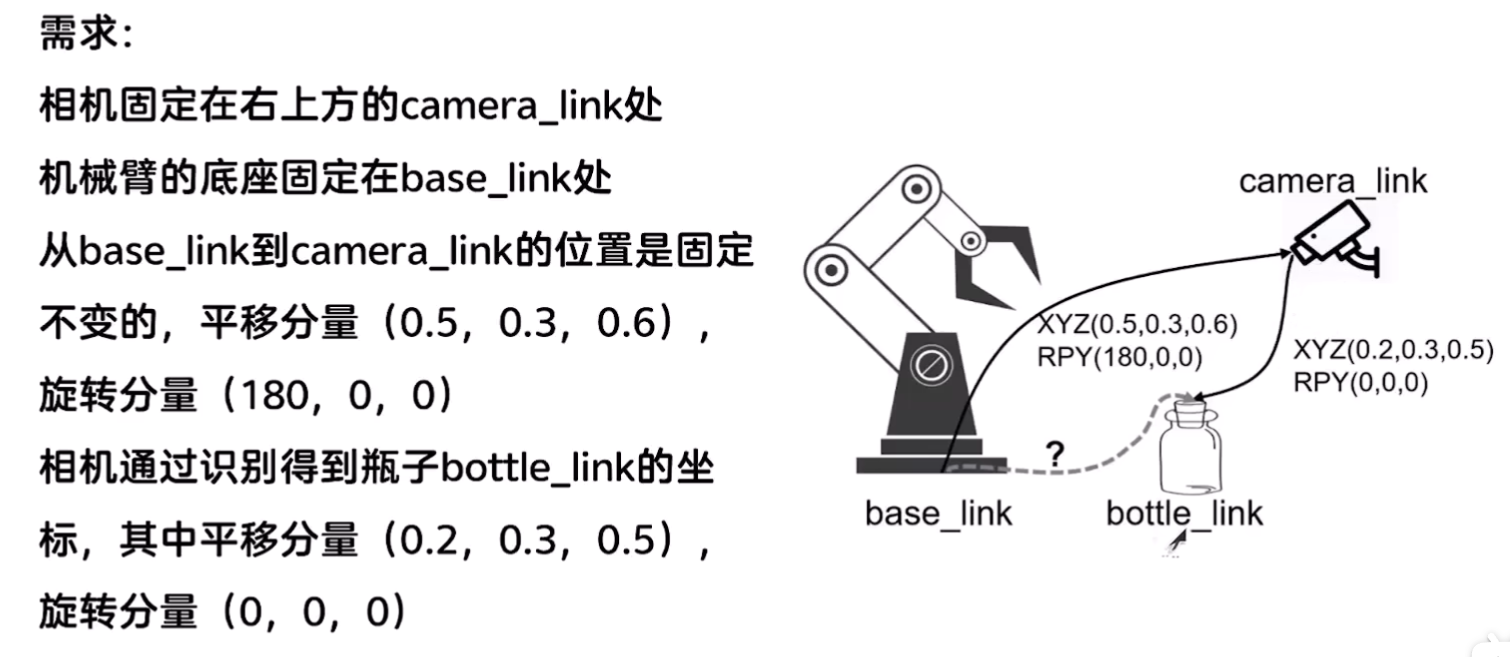 需求：
相机固定在右上方的camera_link处
机械臂的底座固定在base_link处
从base_link到camera_link的位置是固定
不变的，平移分量（0.5，0.3，0.6），
旋转分量（180，0，0）
相机通过识别得到瓶子bottle_link的坐
标，其中平移分量（0.2，0.3，0.5），
旋转分量（0，0，0）
camera_link
XYZ(0.5,0.3,0.6)
RPY(180,0,0)
XYZ(0.2,0.3,0.5)
RPY(0,0,0)
?
base_link
bottle_link